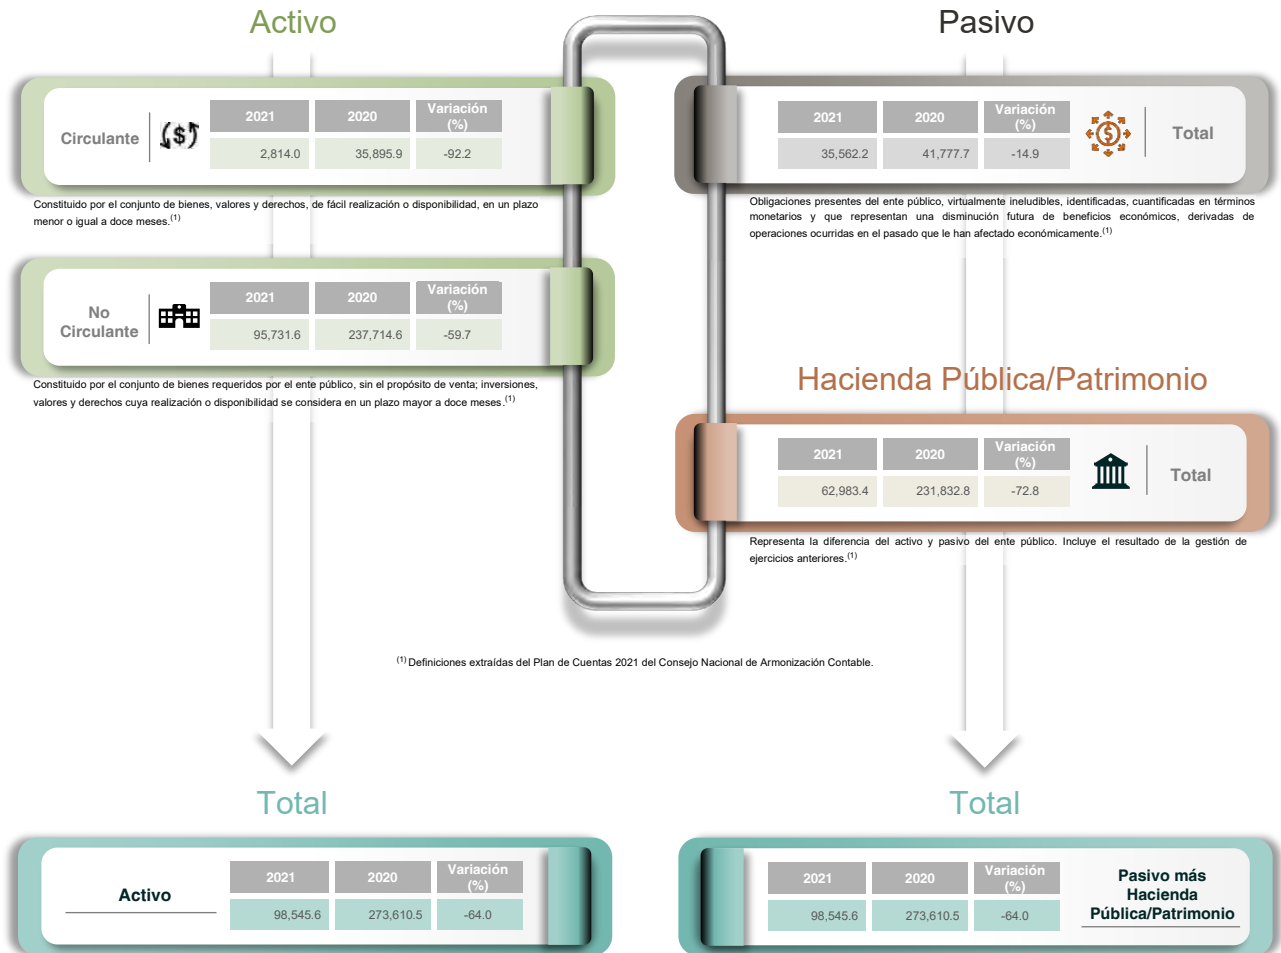 Activo
Circulante
2021 2020 Variación (%)
2,814.0 35,895.9 -92.2
Constituido por el conjunto de bienes, valores y derechos, de fácil realización o disponibilidad, en un plazo
menor o igual a doce meses.(1)
No
Circulante
2021 2020 Variación (%)
95,731.6 237,714.6 -59.7
Constituido por el conjunto de bienes requeridos por el ente público, sin el propósito de venta; inversiones,
valores y derechos cuya realización o disponibilidad se considera en un plazo mayor a doce meses.(1)
Pasivo
2021 2020 Variación (%)
35,562.2 41,777.7 -14.9
Total
Obligaciones presentes del ente público, virtualmente ineludibles, identificadas, cuantificadas en términos
monetarios y que representan una disminución futura de beneficios económicos, derivadas de
operaciones ocurridas en el pasado que le han afectado económicamente.(1)
Hacienda Pública/Patrimonio
2021 2020 Variación (%)
62,983.4 231,832.8 -72.8
Total
Representa la diferencia del activo y pasivo del ente público. Incluye el resultado de la gestión de
ejercicios anteriores.(1)
(1) Definiciones extraídas del Plan de Cuentas 2021 del Consejo Nacional de Armonización Contable.
Total
Activo
2021 2020 Variación (%)
98,545.6 273,610.5 -64.0
Total
2021 2020 Variación (%)
98,545.6 273,610.5 -64.0
Pasivo más
Hacienda
Pública/Patrimonio